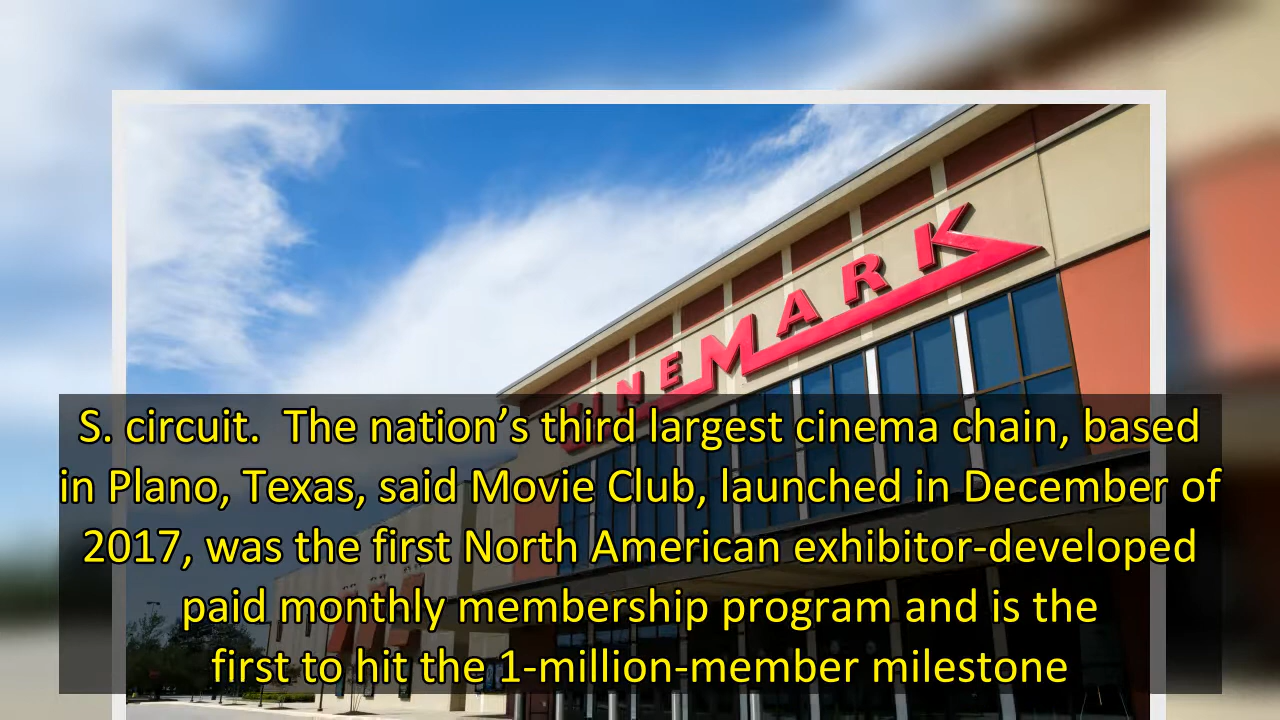 CINEMARK
S. circuit.  The nation’s third largest cinema chain, based
in Plano, Texas, said Movie Club, launched in December of
2017, was the first North American exhibitor-developed
paid monthly membership program and is the
first to hit the 1-million-member milestone